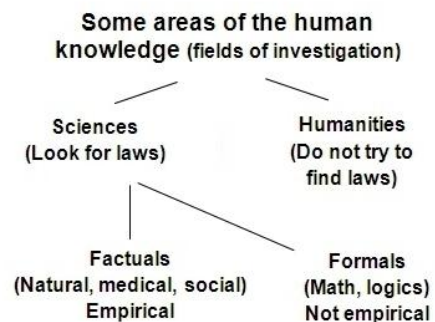 Some areas of the human
knowledge (fields of investigation)
Sciences
(Look for laws)
Humanities
(Do not try to
find laws)
Factuals
(Natural, medical, social)
Empirical
Formals
(Math, logics)
Not empirical